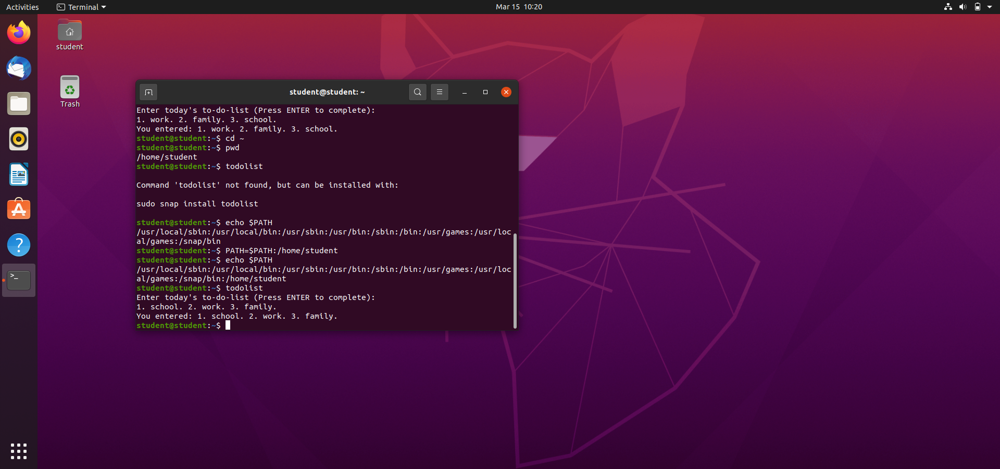 Activities
Terminal
Mar 15 10:20
student
Trash
student@student: ~
Enter today's to-do-list (Press ENTER to complete):
1. work. 2. family. 3. school.
You entered: 1. work. 2. family. 3. school.
student@student:~$ cd ~
student@student:~$ pwd
/home/student
student@student:~$ todolist
Command 'todolist' not found, but can be installed with:
sudo snap install todolist
student@student:~$ echo $PATH
/usr/local/sbin:/usr/local/bin:/usr/sbin:/usr/bin:/sbin:/bin:/usr/games:/usr/loc
al/games:/snap/bin
student@student:~$ PATH=$PATH:/home/student
student@student:~$ echo $PATH
/usr/local/sbin:/usr/local/bin:/usr/sbin:/usr/bin:/sbin:/bin:/usr/games:/usr/loc
al/games:/snap/bin:/home/student
student@student:~$ todolist
Enter today's to-do-list (Press ENTER to complete):
1. school. 2. work. 3. family.
You entered: 1. school. 2. work. 3. family.
student@student:~$